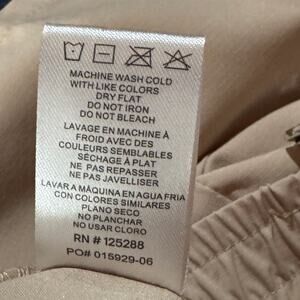 MACHINE WASH COLD
WITH LIKE COLORS
DRY FLAT
DO NOT IRON
DO NOT BLEACH
LAVAGE EN MACHINE À
FROID AVEC DES
COULEURS SEMBLABLES
SÉCHAGE À PLAT
NE PAS REPASSER
NE PAS JAVELLISER
LAVAR A MÁQUINA EN AGUA FRIA
CON COLORES SIMILARES
PLANO SECO
NO PLANCHAR
NO USAR CLORO
RN # 125288
PO# 015929-06